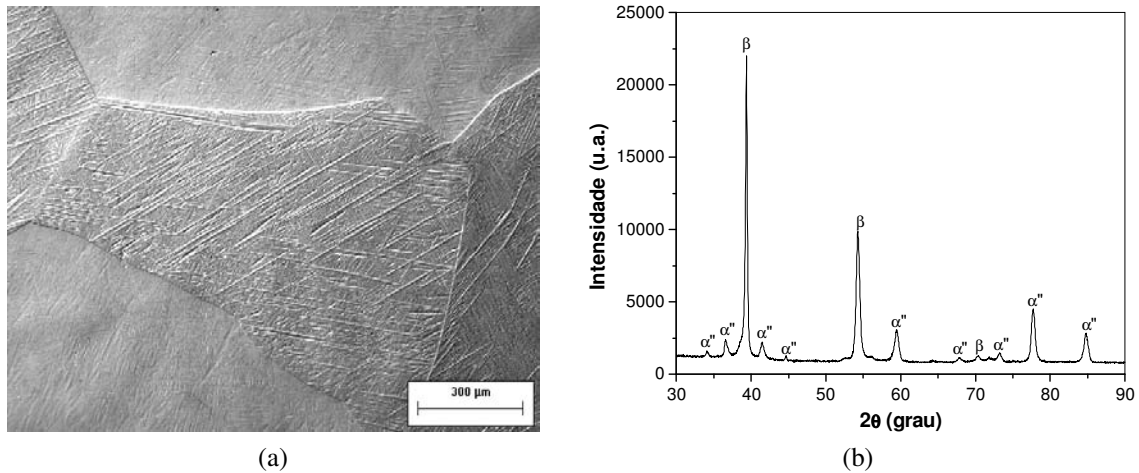 300 µm
(a)
25000
20000
15000
10000
5000
0
Intensidade (u.a.)
β
β
α"
α"
α"
α"
α"
α"
β
α"
α"
α"
30 40 50 60 70 80 90
2θ (grau)
(b)